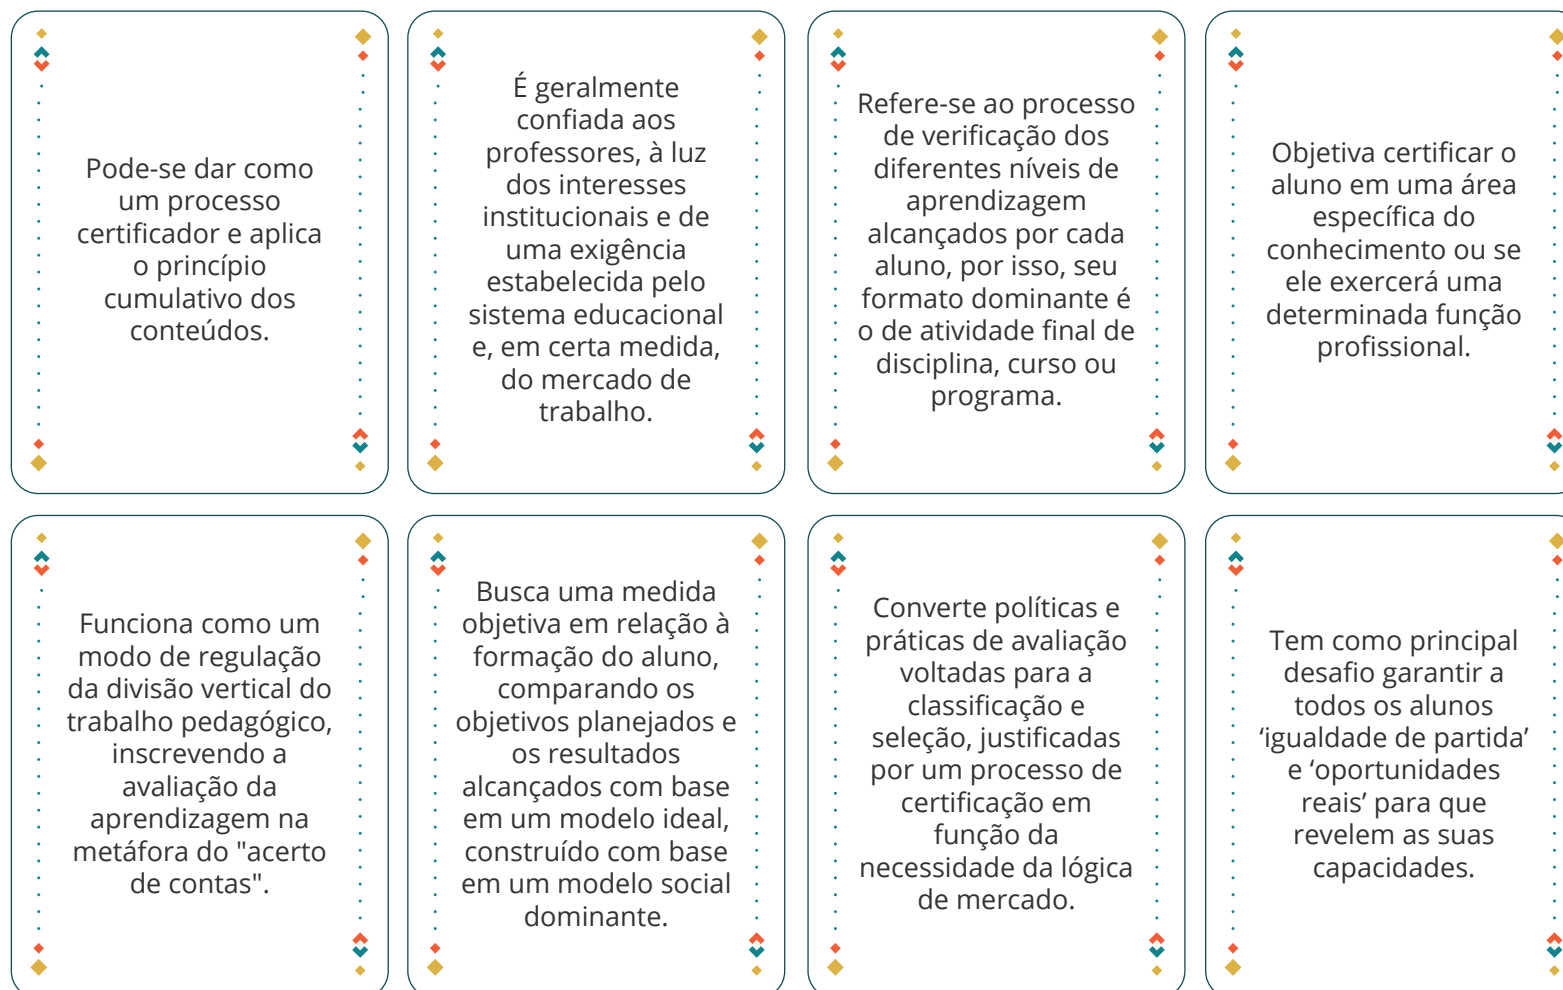 Pode-se dar como
um processo
certificador e aplica
o princípio
cumulativo dos
conteúdos.
É geralmente
confiada aos
professores, à luz
dos interesses
institucionais e de
uma exigência
estabelecida pelo
sistema educacional
e, em certa medida,
do mercado de
trabalho.
Refere-se ao processo
de verificação dos
diferentes níveis de
aprendizagem
alcançados por cada
aluno, por isso, seu
formato dominante é
o de atividade final de
disciplina, curso ou
programa.
Objetiva certificar o
aluno em uma área
específica do
conhecimento ou se
ele exercerá uma
determinada função
profissional.
Funciona como um
modo de regulação
da divisão vertical do
trabalho pedagógico,
inscrevendo a
avaliação da
aprendizagem na
metáfora do "acerto
de contas".
Busca uma medida
objetiva em relação à
formação do aluno,
comparando os
objetivos planejados e
os resultados
alcançados com base
em um modelo ideal,
construído com base
em um modelo social
dominante.
Converte políticas e
práticas de avaliação
voltadas para a
classificação e
seleção, justificadas
por um processo de
certificação em
função da
necessidade da lógica
de mercado.
Tem como principal
desafio garantir a
todos os alunos
‘igualdade de partida’
e ‘oportunidades
reais’ para que
revelem as suas
capacidades.